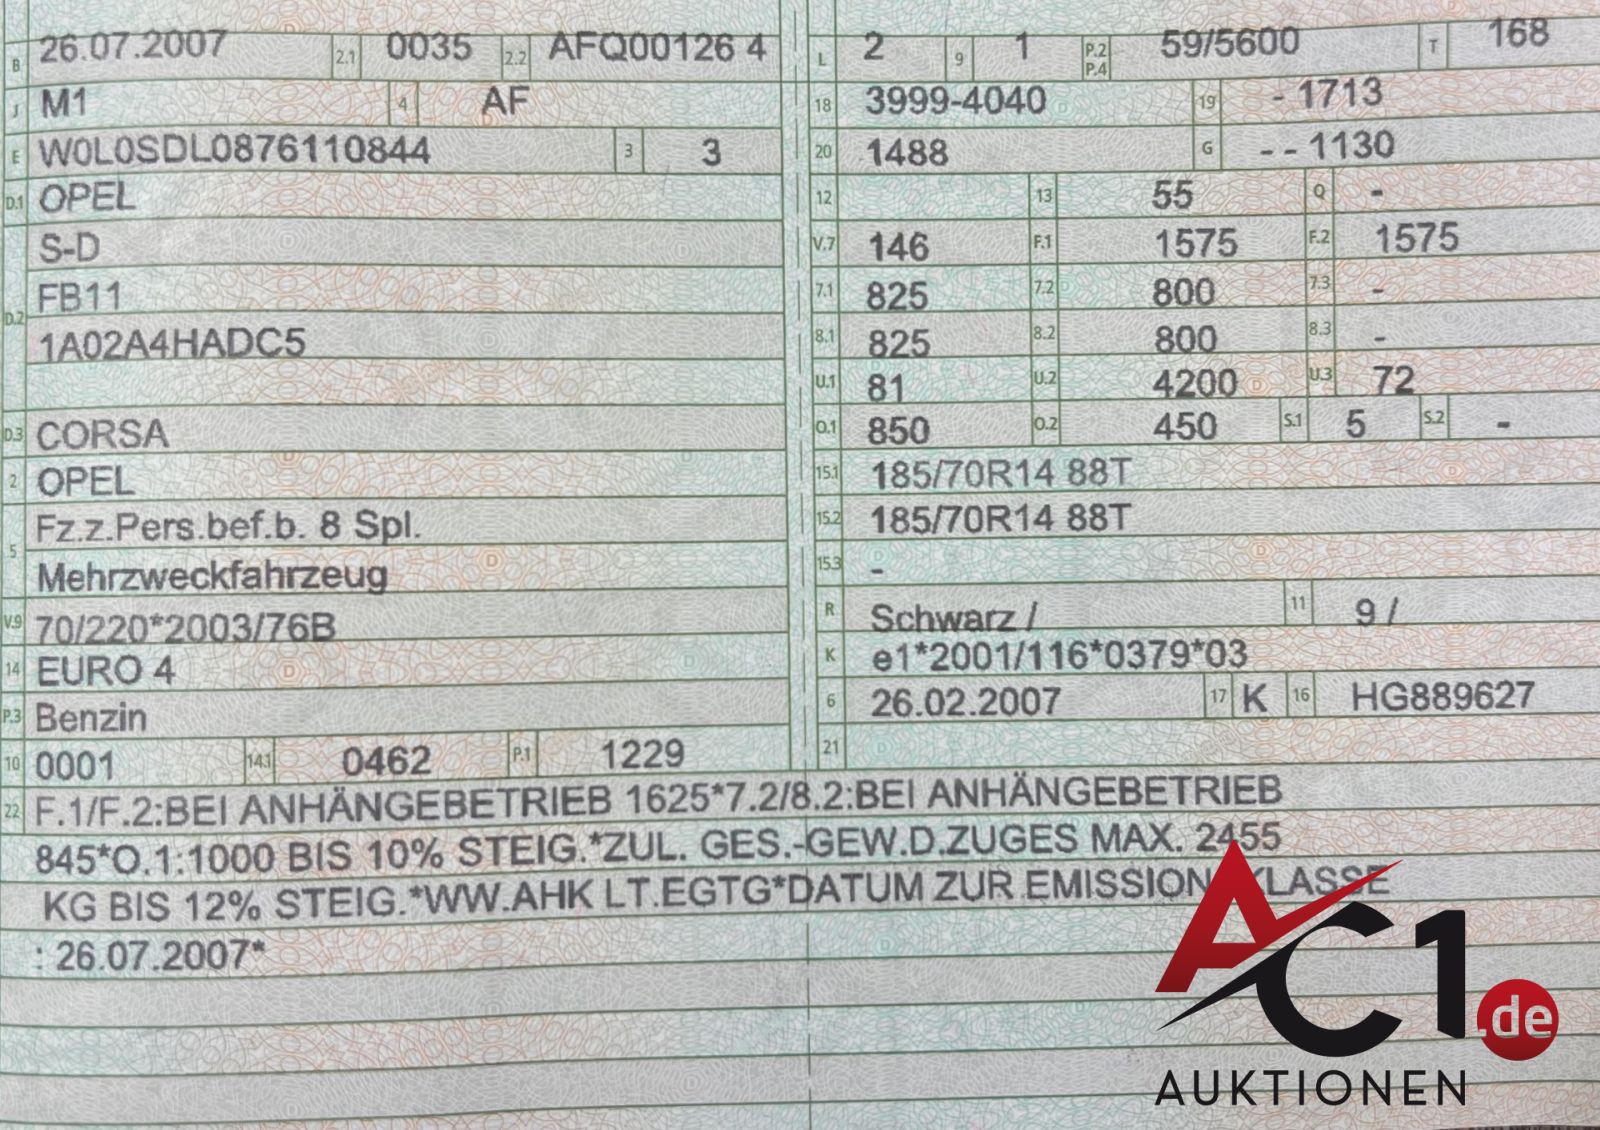 B 26.07.2007 2.1 0035 2.2 AFQ00126 4
J M1 4 AF
E W0L0SDL0876110844 3 3
D.1 OPEL
S-D
D.2 FB11
1A02A4HADC5
D.3 CORSA
2 OPEL
5 Fz.z.Pers.bef.b. 8 Spl.
Mehrzweckfahrzeug
V.9 70/220*2003/76B
14 EURO 4
P.3 Benzin
10 0001 14.1 0462 P.1 1229
L 2 9 1 P.2 P.4 59/5600 T 168
18 3999-4040 19 - 1713
20 1488 G - - 1130
12 13 55 Q -
V.7 146 F.1 1575 F.2 1575
7.1 825 7.2 800 7.3 -
8.1 825 8.2 800 8.3 -
U.1 81 U.2 4200 U.3 72
O.1 850 O.2 450 S.1 5 S.2 -
15.1 185/70R14 88T
15.2 185/70R14 88T
15.3 -
R Schwarz / 11 9 /
K e1*2001/116*0379*03
6 26.02.2007 17 K 16 HG889627
21
22 F.1/F.2:BEI ANHÄNGEBETRIEB 1625*7.2/8.2:BEI ANHÄNGEBETRIEB
845*O.1:1000 BIS 10% STEIG.*ZUL. GES.-GEW.D.ZUGES MAX. 2455
KG BIS 12% STEIG.*WW.AHK LT.EGTG*DATUM ZUR EMISSION KLASSE
: 26.07.2007*
AC1.de
AUKTIONEN